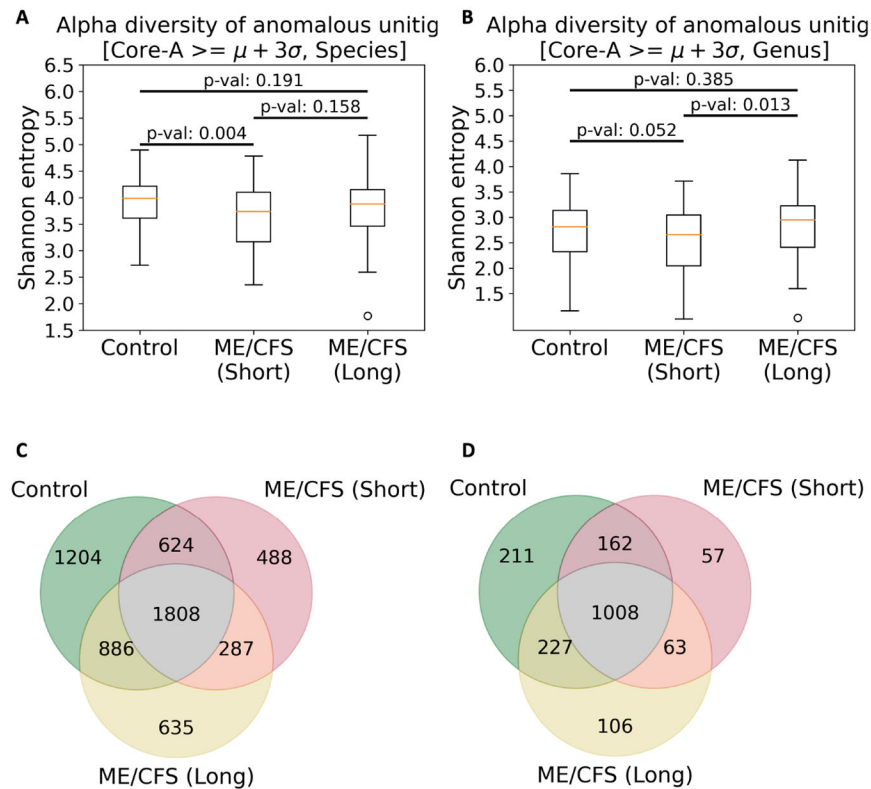 A
Alpha diversity of anomalous unitig
[Core-A >= μ + 3σ, Species]
Shannon entropy
6.5
6.0
5.5
5.0
4.5
4.0
3.5
3.0
2.5
2.0
1.5
p-val: 0.191
p-val: 0.158
p-val: 0.004
Control
ME/CFS
(Short)
ME/CFS
(Long)
B
Alpha diversity of anomalous unitig
[Core-A >= μ + 3σ, Genus]
Shannon entropy
6.0
5.5
5.0
4.5
4.0
3.5
3.0
2.5
2.0
1.5
p-val: 0.385
p-val: 0.013
p-val: 0.052
Control
ME/CFS
(Short)
ME/CFS
(Long)
C
Control
ME/CFS (Short)
1204
624
488
1808
886
287
635
ME/CFS (Long)
D
Control
ME/CFS (Short)
211
162
57
1008
227
63
106
ME/CFS (Long)